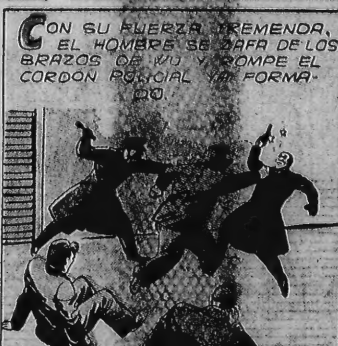 CON SU FUERZA TREMENDA,
EL HOMBRE SE ZAFA DE LOS
BRAZOS DE WU Y ROMPE EL
CORDON POLICIAL YA FORMA-
DO.